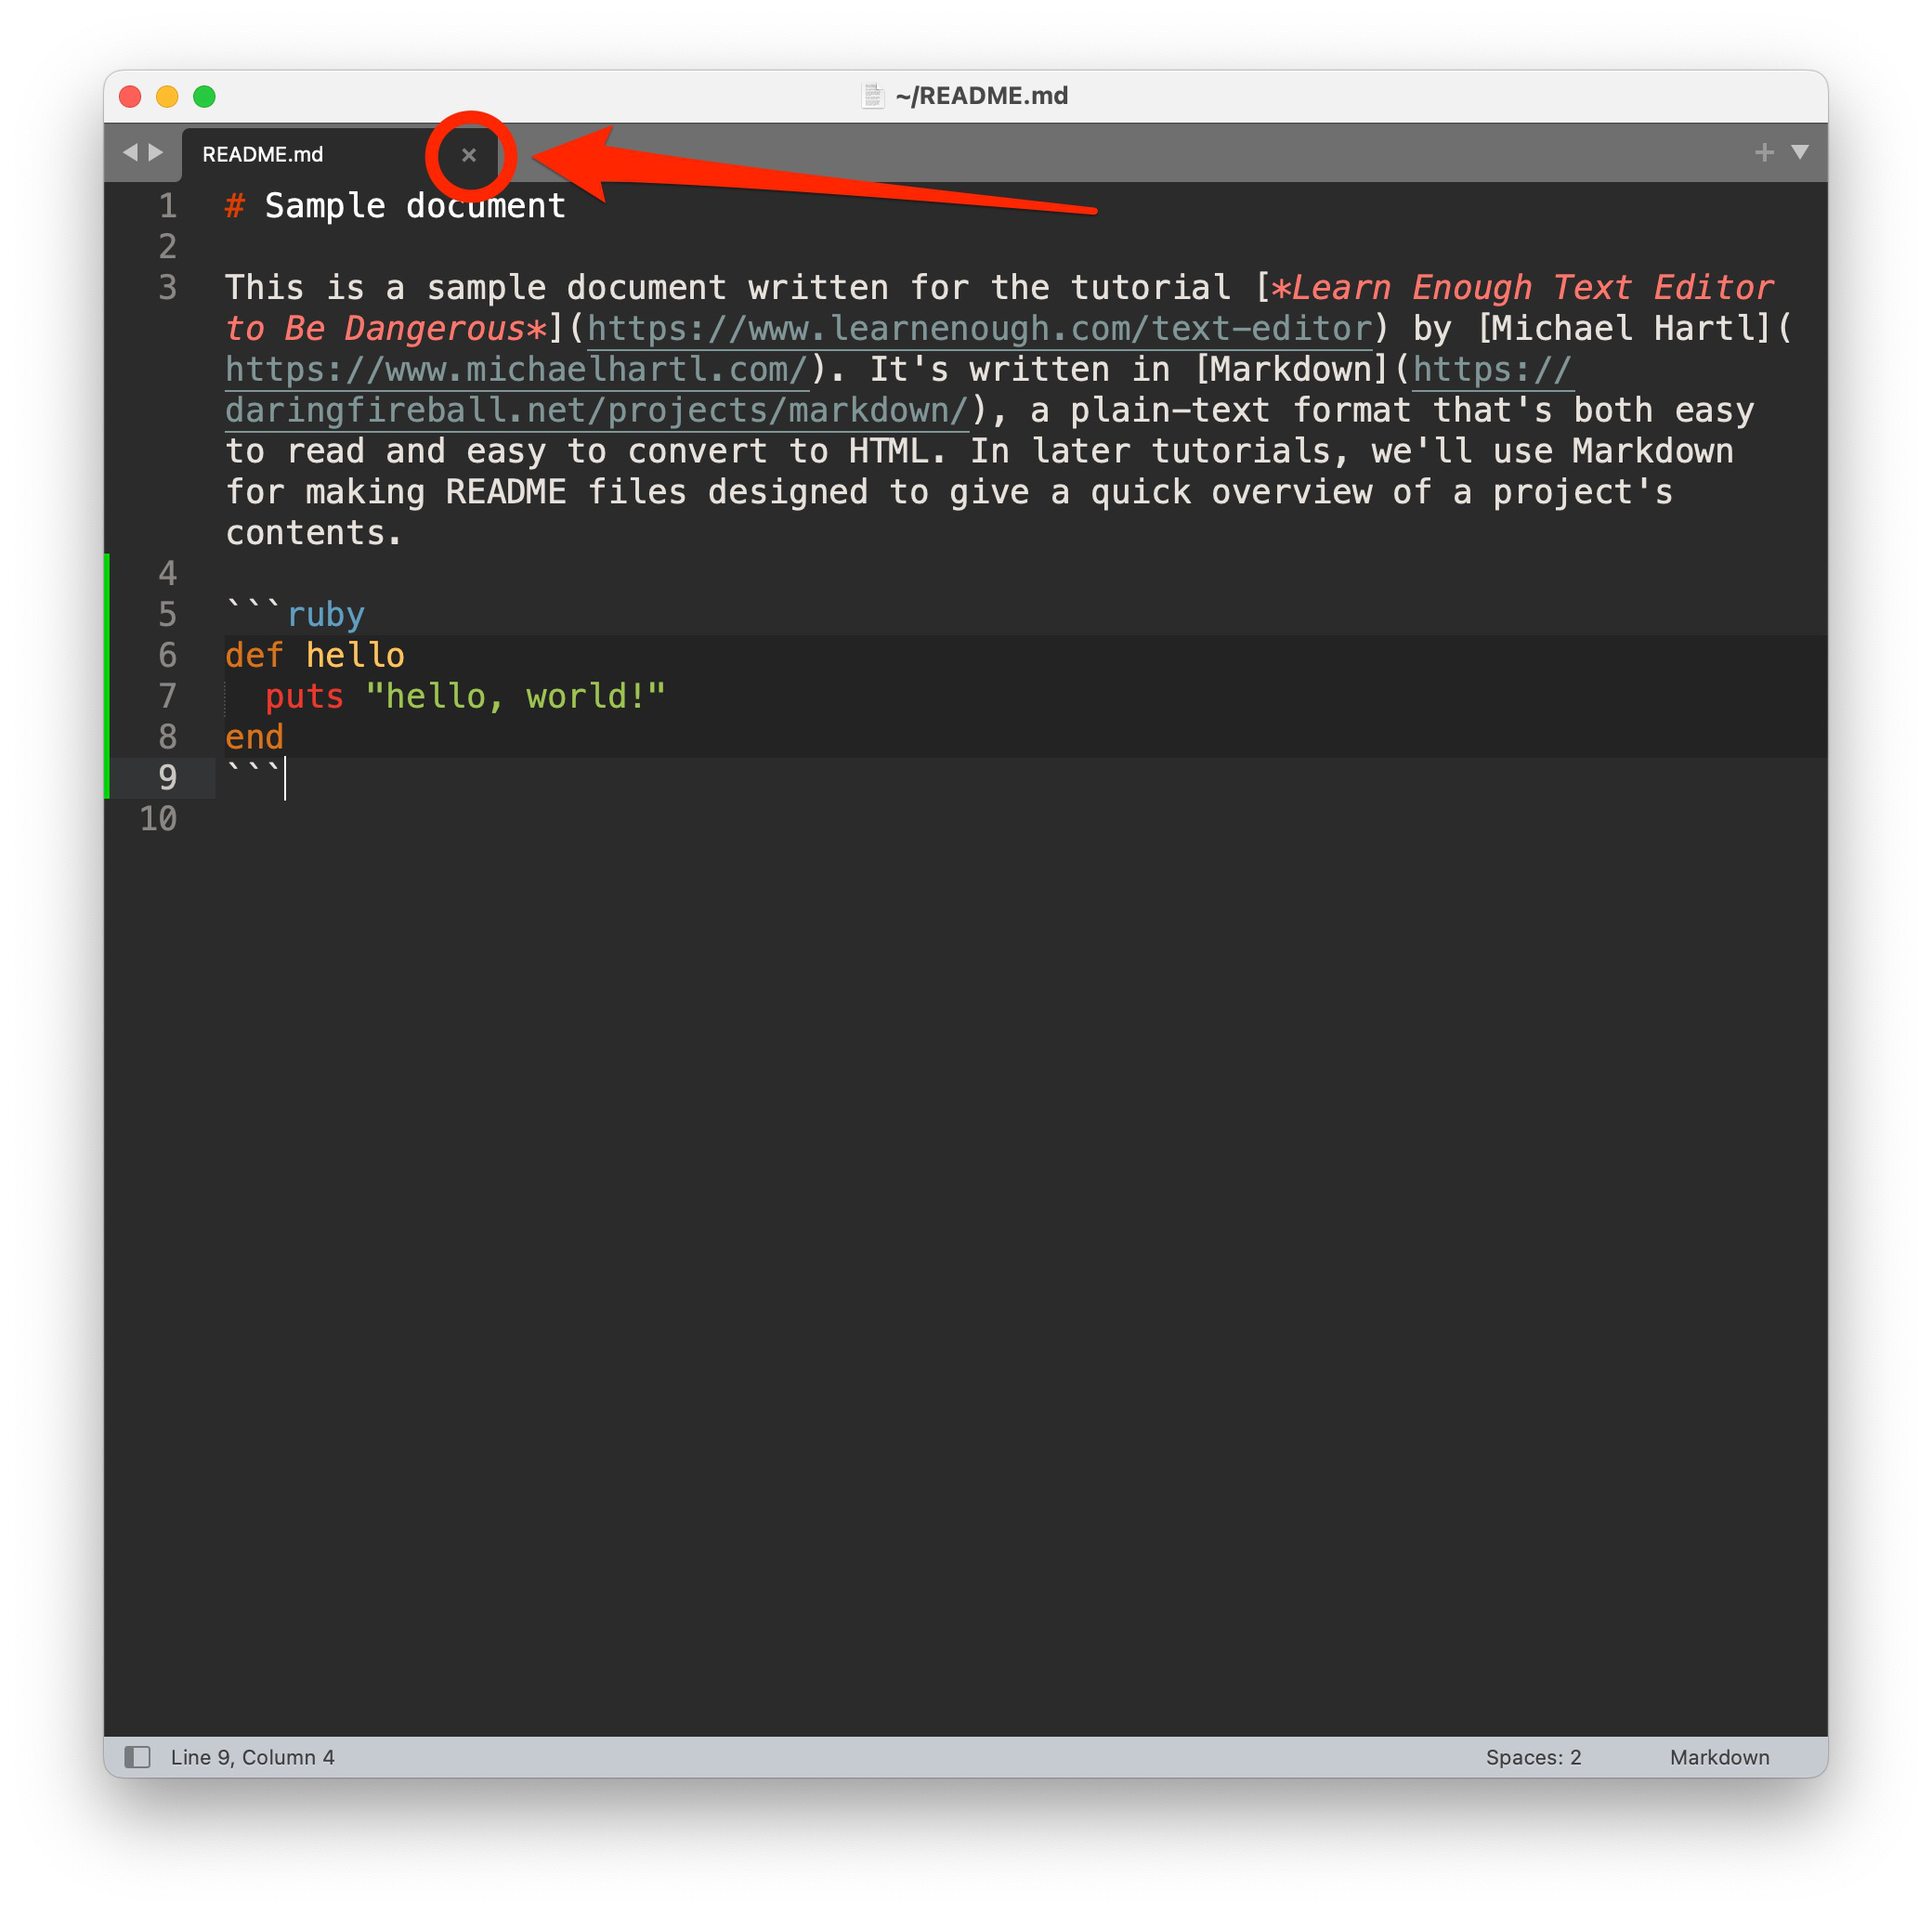 ~/README.md
README.md
1 # Sample document
2
3 This is a sample document written for the tutorial [*Learn Enough Text Editor
to Be Dangerous*](https://www.learnenough.com/text-editor) by [Michael Hartl](
https://www.michaelhartl.com/). It's written in [Markdown](https://
daringfireball.net/projects/markdown/), a plain-text format that's both easy
to read and easy to convert to HTML. In later tutorials, we'll use Markdown
for making README files designed to give a quick overview of a project's
contents.
4
5 ```ruby
6 def hello
7   puts "hello, world!"
8 end
9 ```
10
Line 9, Column 4 Spaces: 2 Markdown